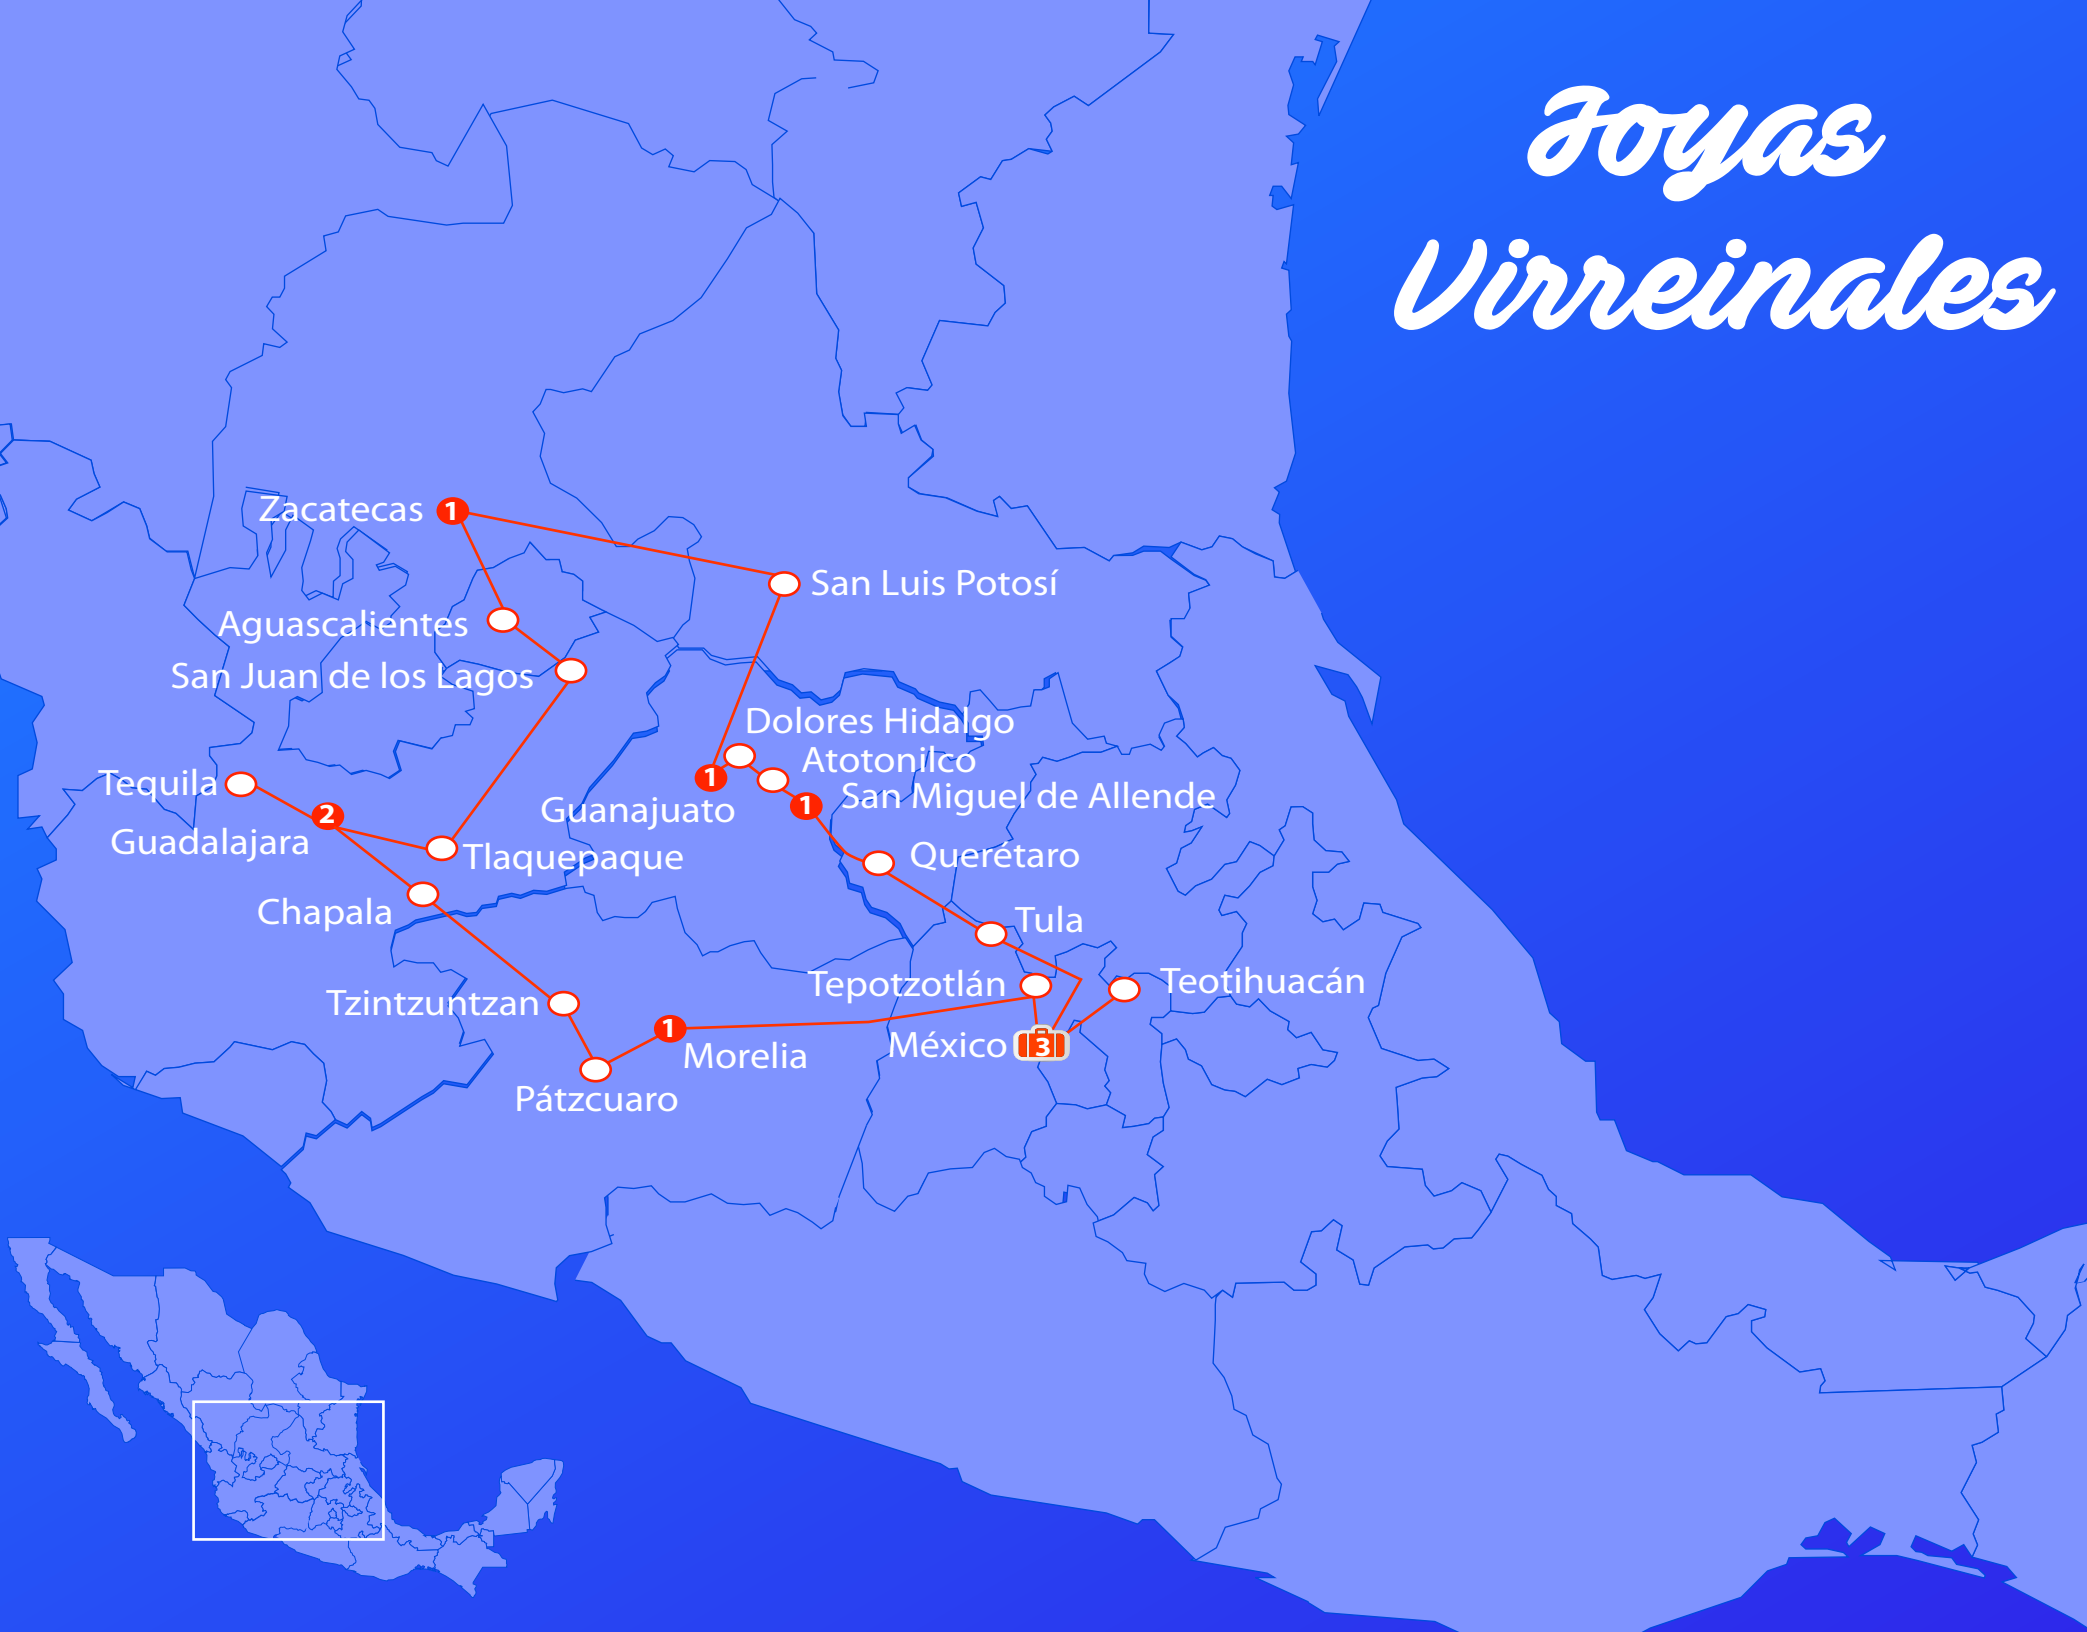 Joyas
Virreinales
Zacatecas 1
San Luis Potosí
Aguascalientes
San Juan de los Lagos
Dolores Hidalgo
Atotonilco
Tequila
1
San Miguel de Allende
1
Guanajuato
2
Guadalajara
Tlaquepaque
Querétaro
Chapala
Tula
Tepotzotlán
Teotihuacán
Tzintzuntzan
1
Morelia
México 3
Pátzcuaro